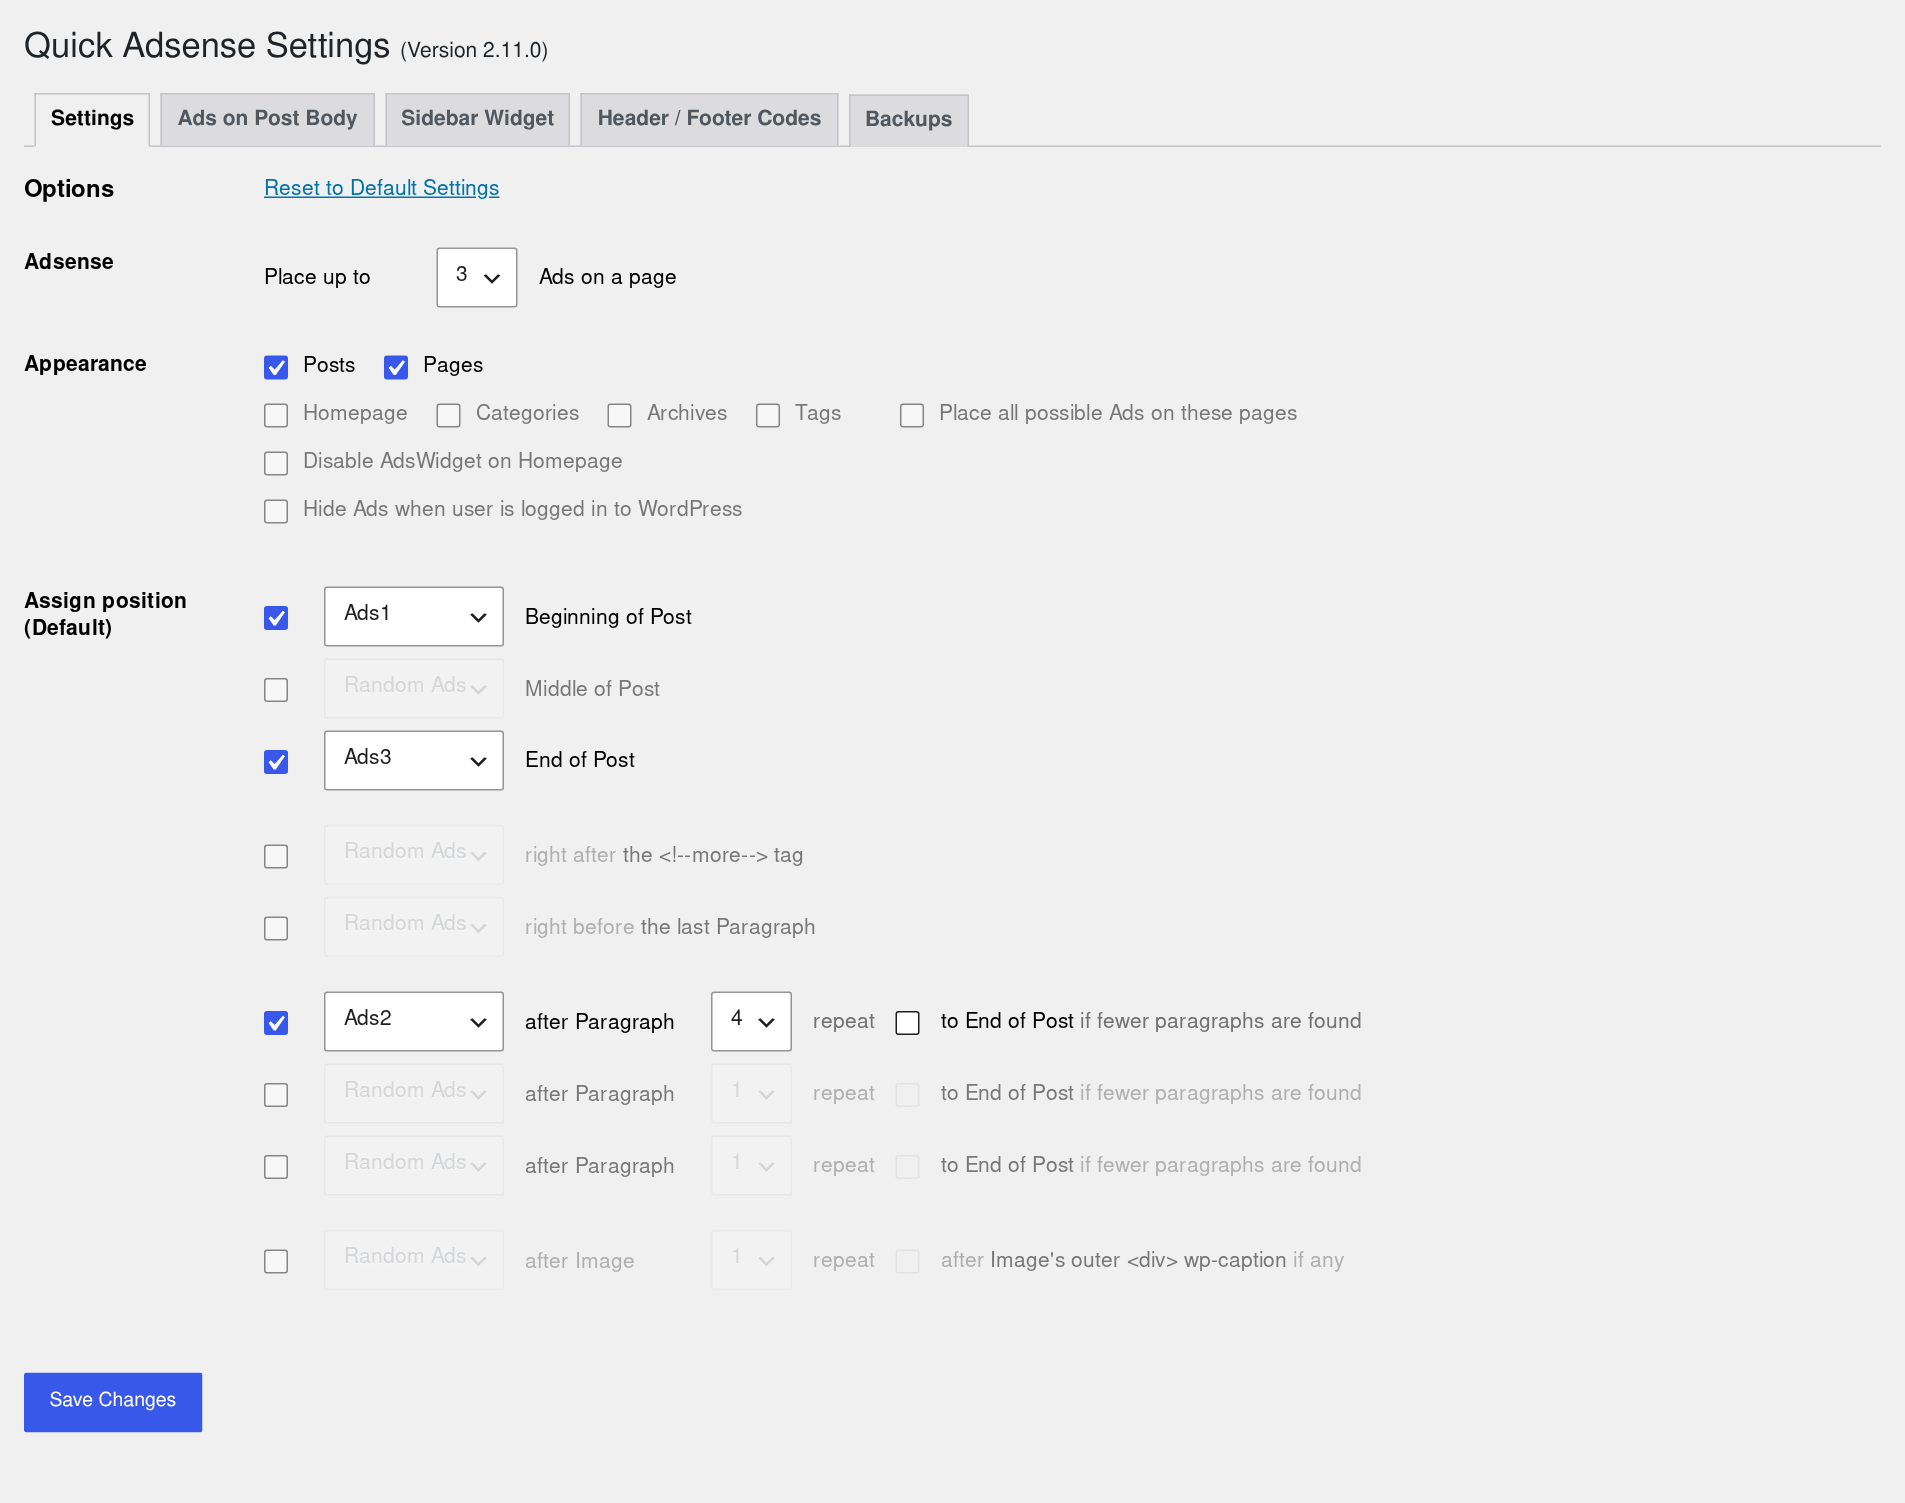 Quick Adsense Settings (Version 2.11.0)
Settings Ads on Post Body Sidebar Widget Header / Footer Codes Backups
Options Reset to Default Settings
Adsense Place up to 3 Ads on a page
Appearance Posts Pages
Homepage Categories Archives Tags Place all possible Ads on these pages
Disable AdsWidget on Homepage
Hide Ads when user is logged in to WordPress
Assign position
(Default)
Ads1 Beginning of Post
Random Ads Middle of Post
Ads3 End of Post
Random Ads right after the <!--more--> tag
Random Ads right before the last Paragraph
Ads2 after Paragraph 4 repeat to End of Post if fewer paragraphs are found
Random Ads after Paragraph 1 repeat to End of Post if fewer paragraphs are found
Random Ads after Paragraph 1 repeat to End of Post if fewer paragraphs are found
Random Ads after Image 1 repeat after Image's outer <div> wp-caption if any
Save Changes